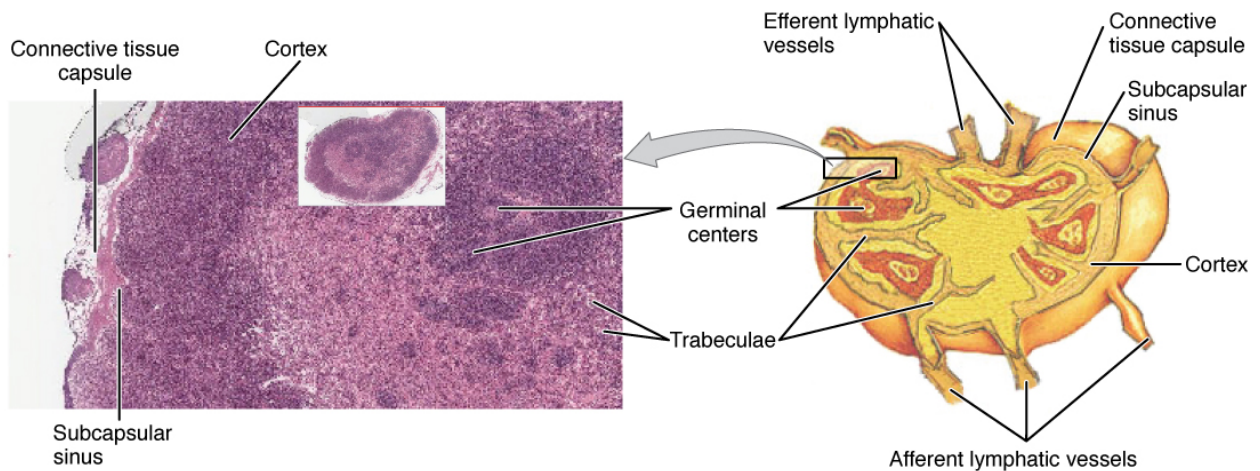 Connective tissue
capsule
Cortex
Efferent lymphatic
vessels
Connective
tissue capsule
Subcapsular
sinus
Germinal
centers
Cortex
Trabeculae
Subcapsular
sinus
Afferent lymphatic vessels